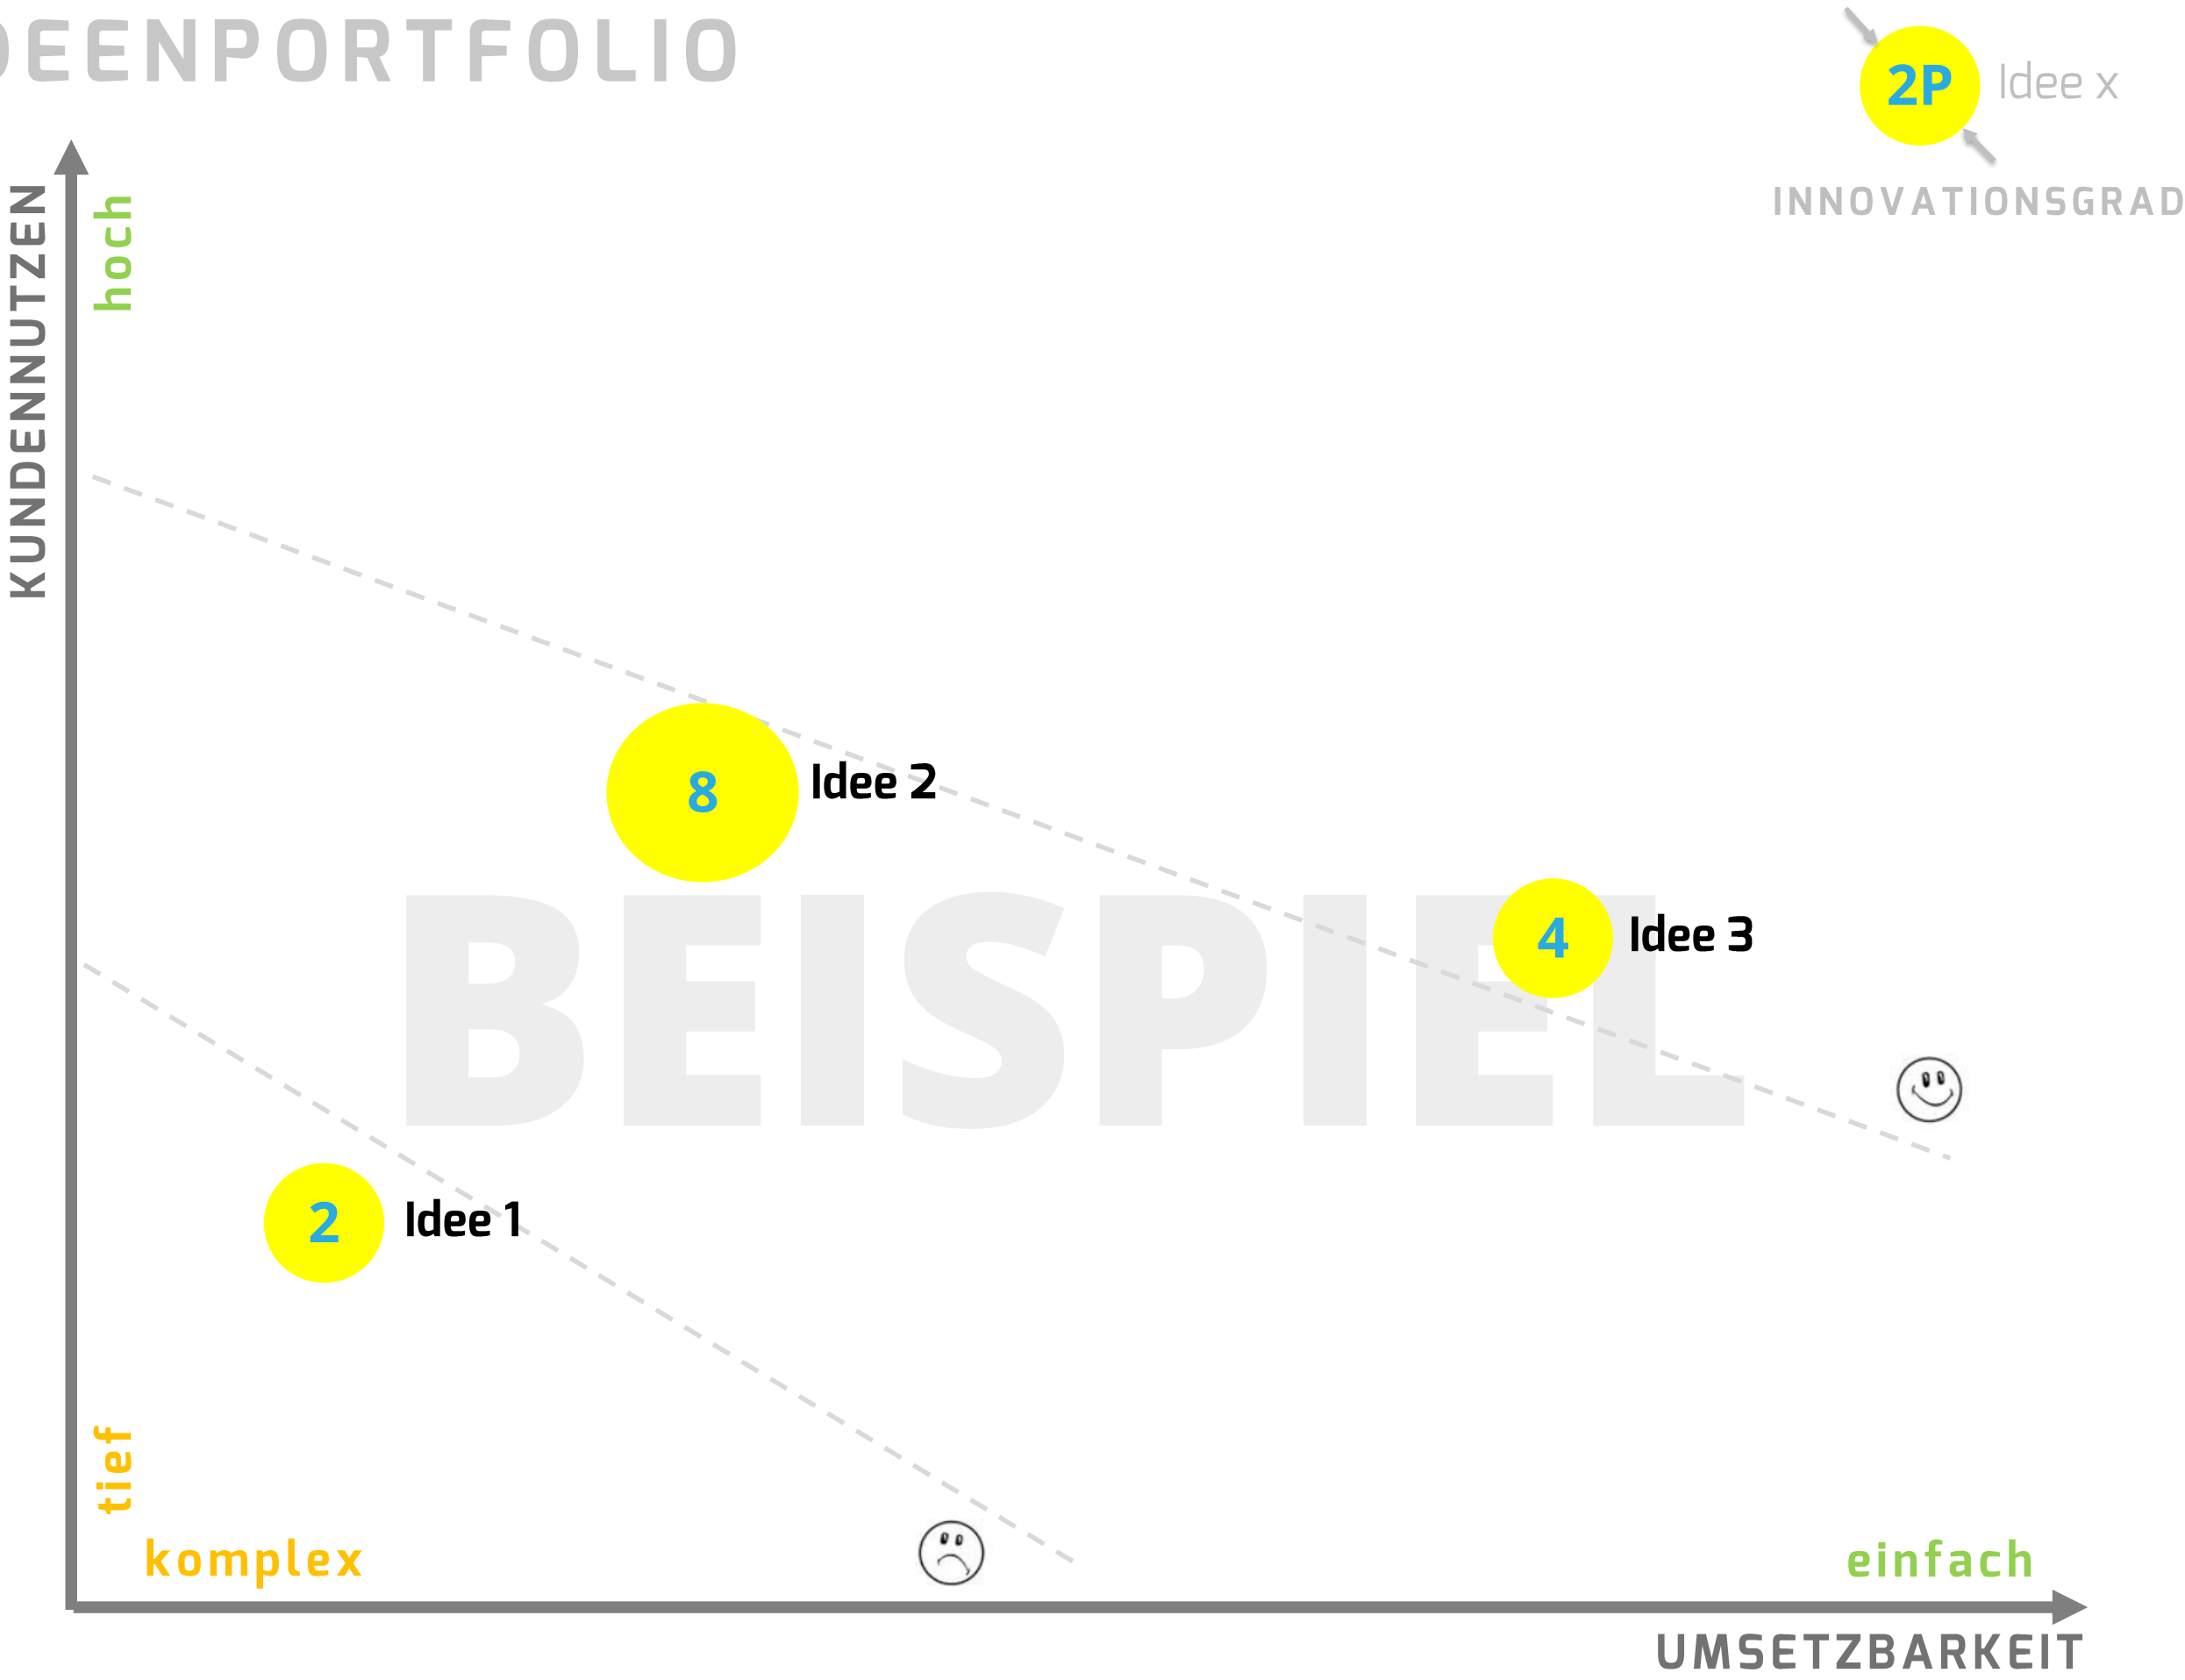 DEENPORTFOLIO
2P
Idee x
INNOVATIONSGRAD
KUNDENNUTZEN
hoch
8
Idee 2
BEISPIEL
4
Idee 3
2
Idee 1
tief
komplex
einfach
UMSETZBARKEIT